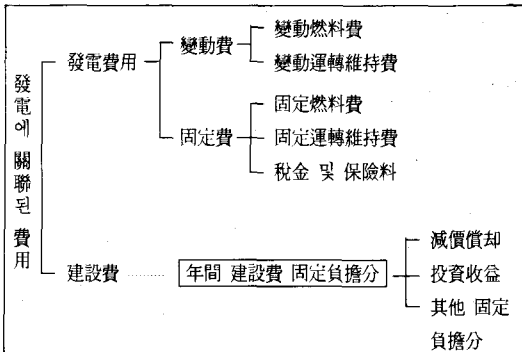 發電에 關聯된 費用
發電費用
變動費
變動燃料費
變動運轉維持費
固定費
固定燃料費
固定運轉維持費
稅金 및 保險料
建設費
年間 建設費 固定負擔分
減價償却
投資收益
其他 固定
負擔分